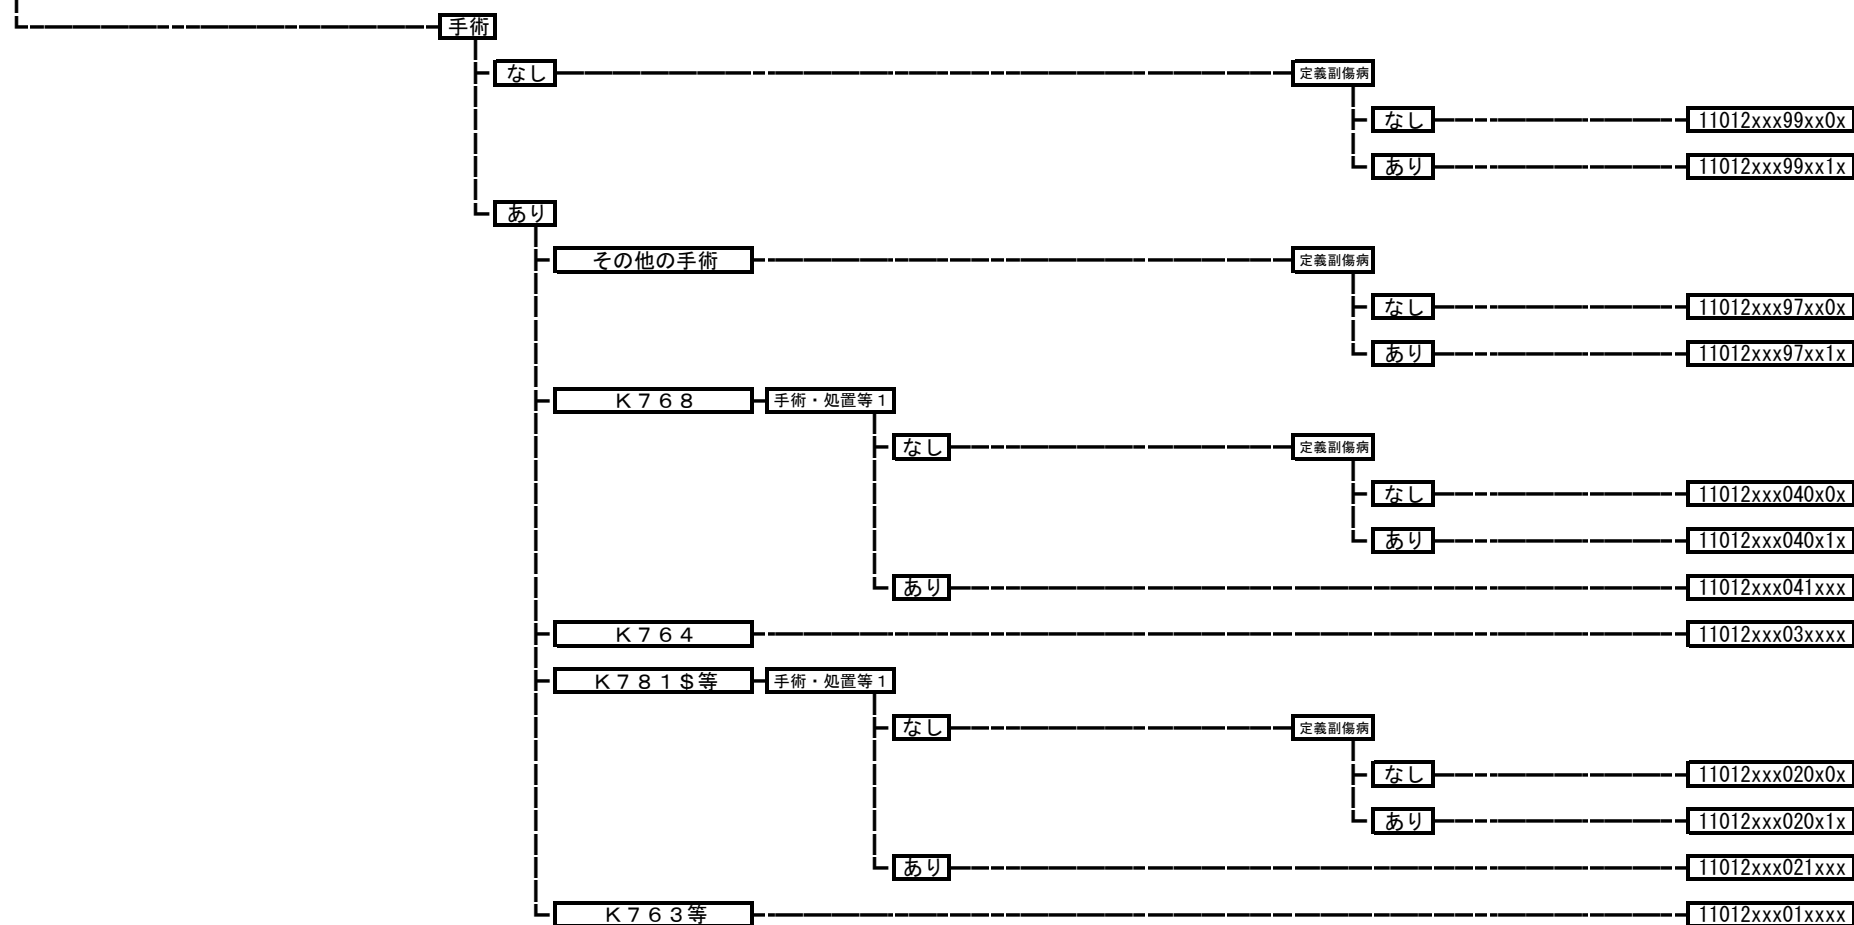 手術
なし 定義副傷病
なし 11012xxx99xx0x
あり 11012xxx99xx1x
あり
その他の手術 定義副傷病
なし 11012xxx97xx0x
あり 11012xxx97xx1x
K768 手術・処置等1
なし 定義副傷病
なし 11012xxx040x0x
あり 11012xxx040x1x
あり 11012xxx041xxx
K764 11012xxx03xxxx
K781$等 手術・処置等1
なし 定義副傷病
なし 11012xxx020x0x
あり 11012xxx020x1x
あり 11012xxx021xxx
K763等 11012xxx01xxxx